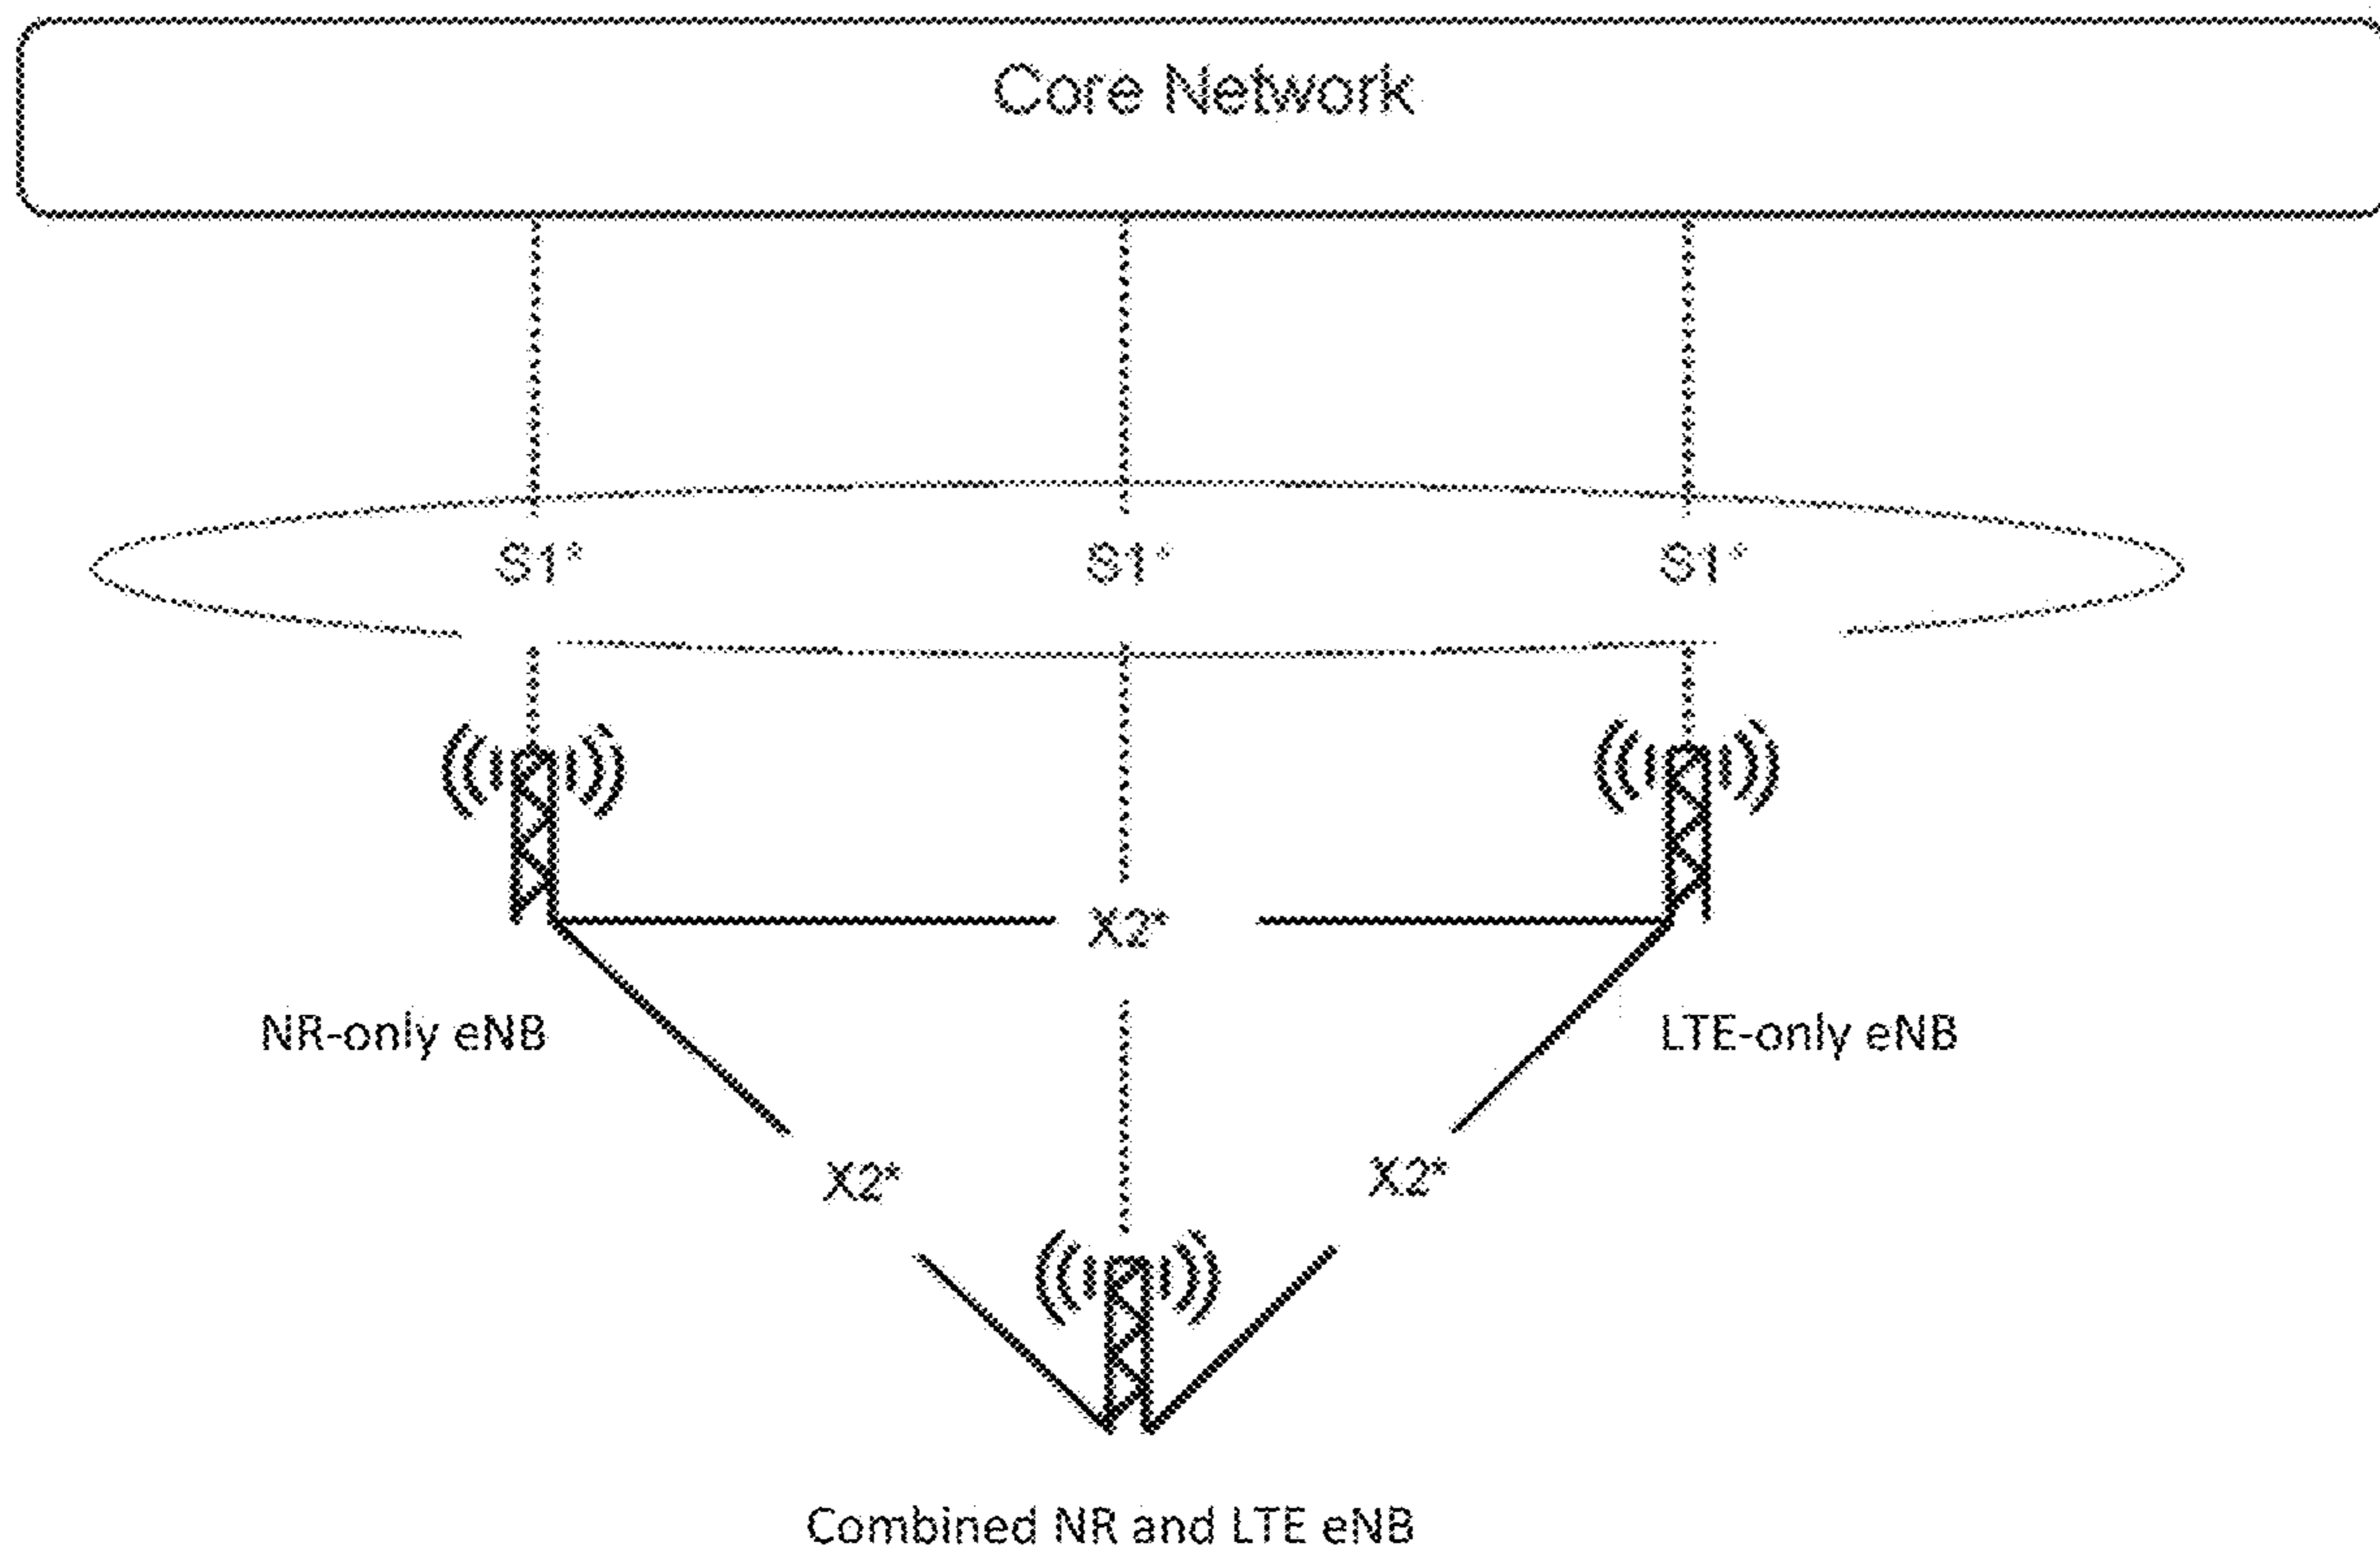 Core Network
S1*
S1*
S1*
X2*
NR-only eNB
LTE-only eNB
X2*
X2*
Combined NR and LTE eNB